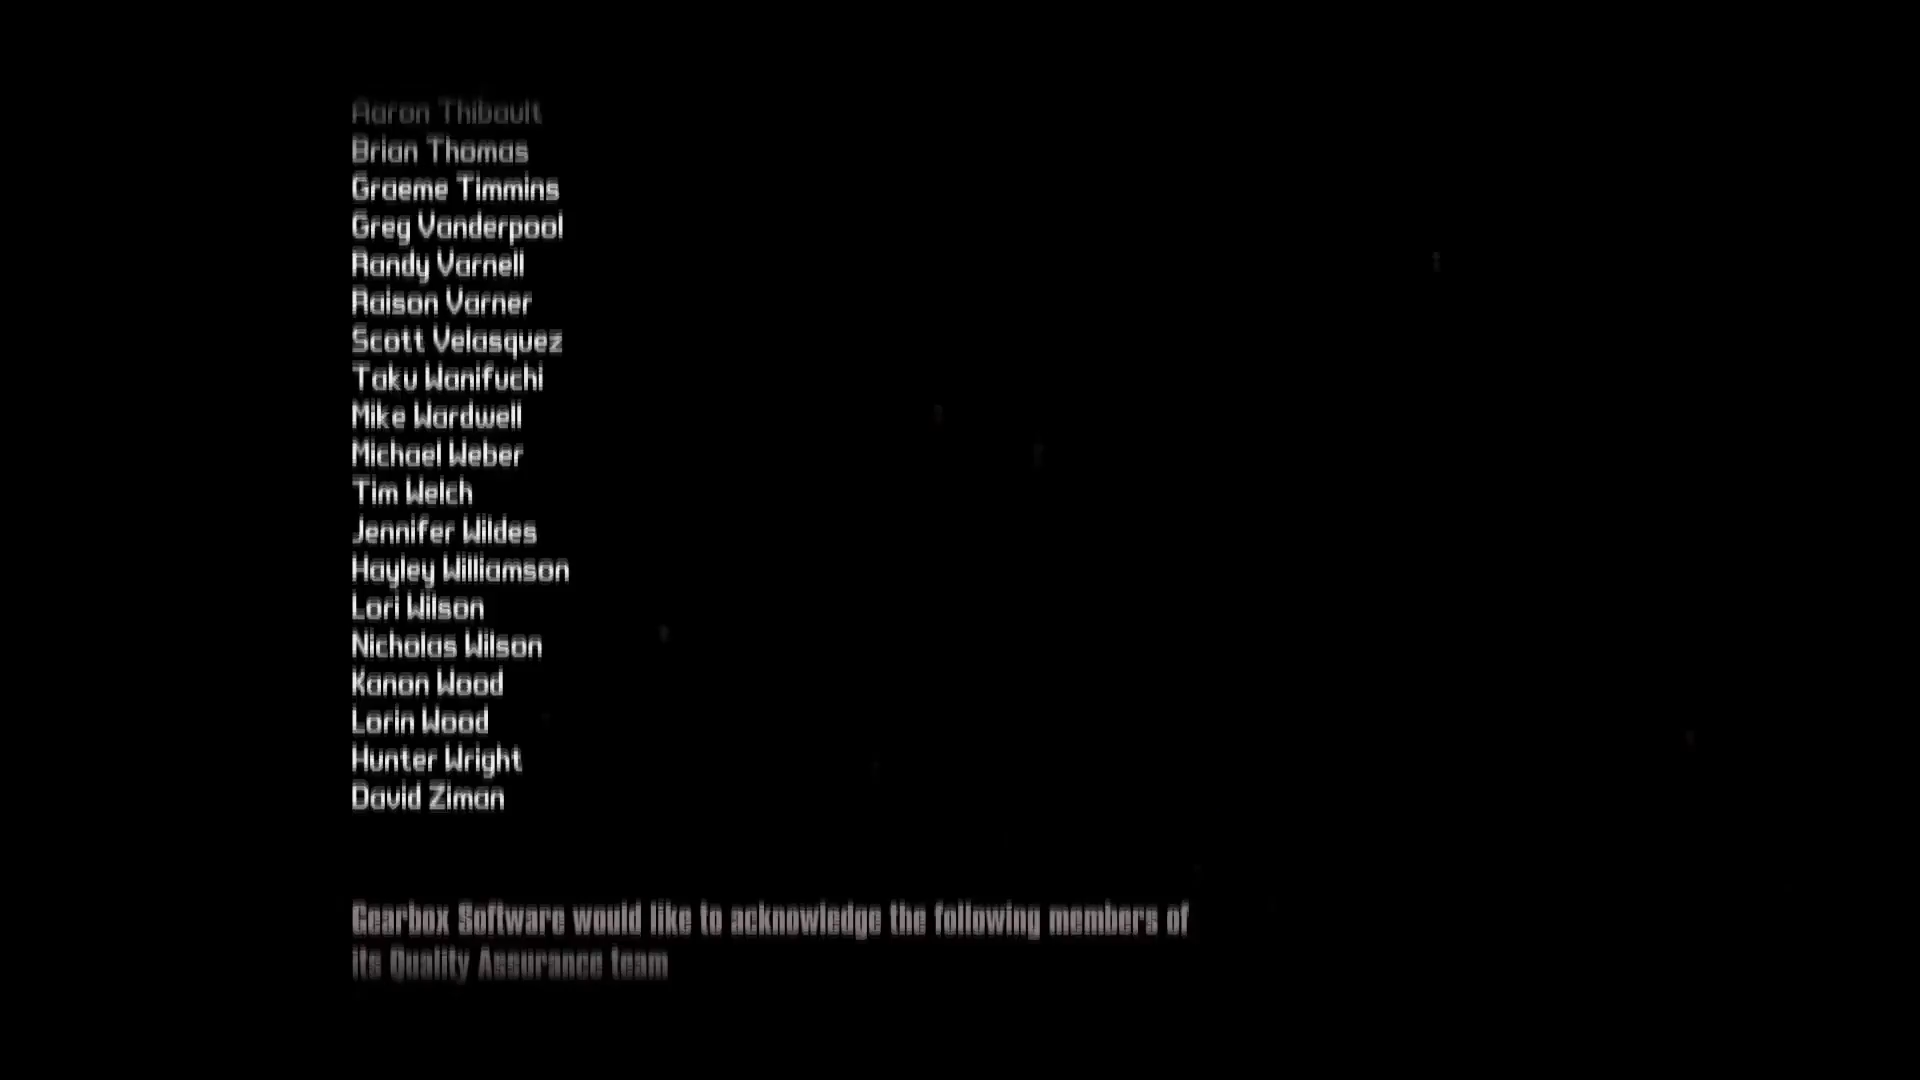 Aaron Thibault
Brian Thomas
Graeme Timmins
Greg Vanderpool
Randy Varnell
Raison Varner
Scott Velasquez
Taku Wanifuchi
Mike Wardwell
Michael Weber
Tim Welch
Jennifer Wildes
Hayley Williamson
Lori Wilson
Nicholas Wilson
Kanon Wood
Lorin Wood
Hunter Wright
David Ziman
Gearbox Software would like to acknowledge the following members of
its Quality Assurance team